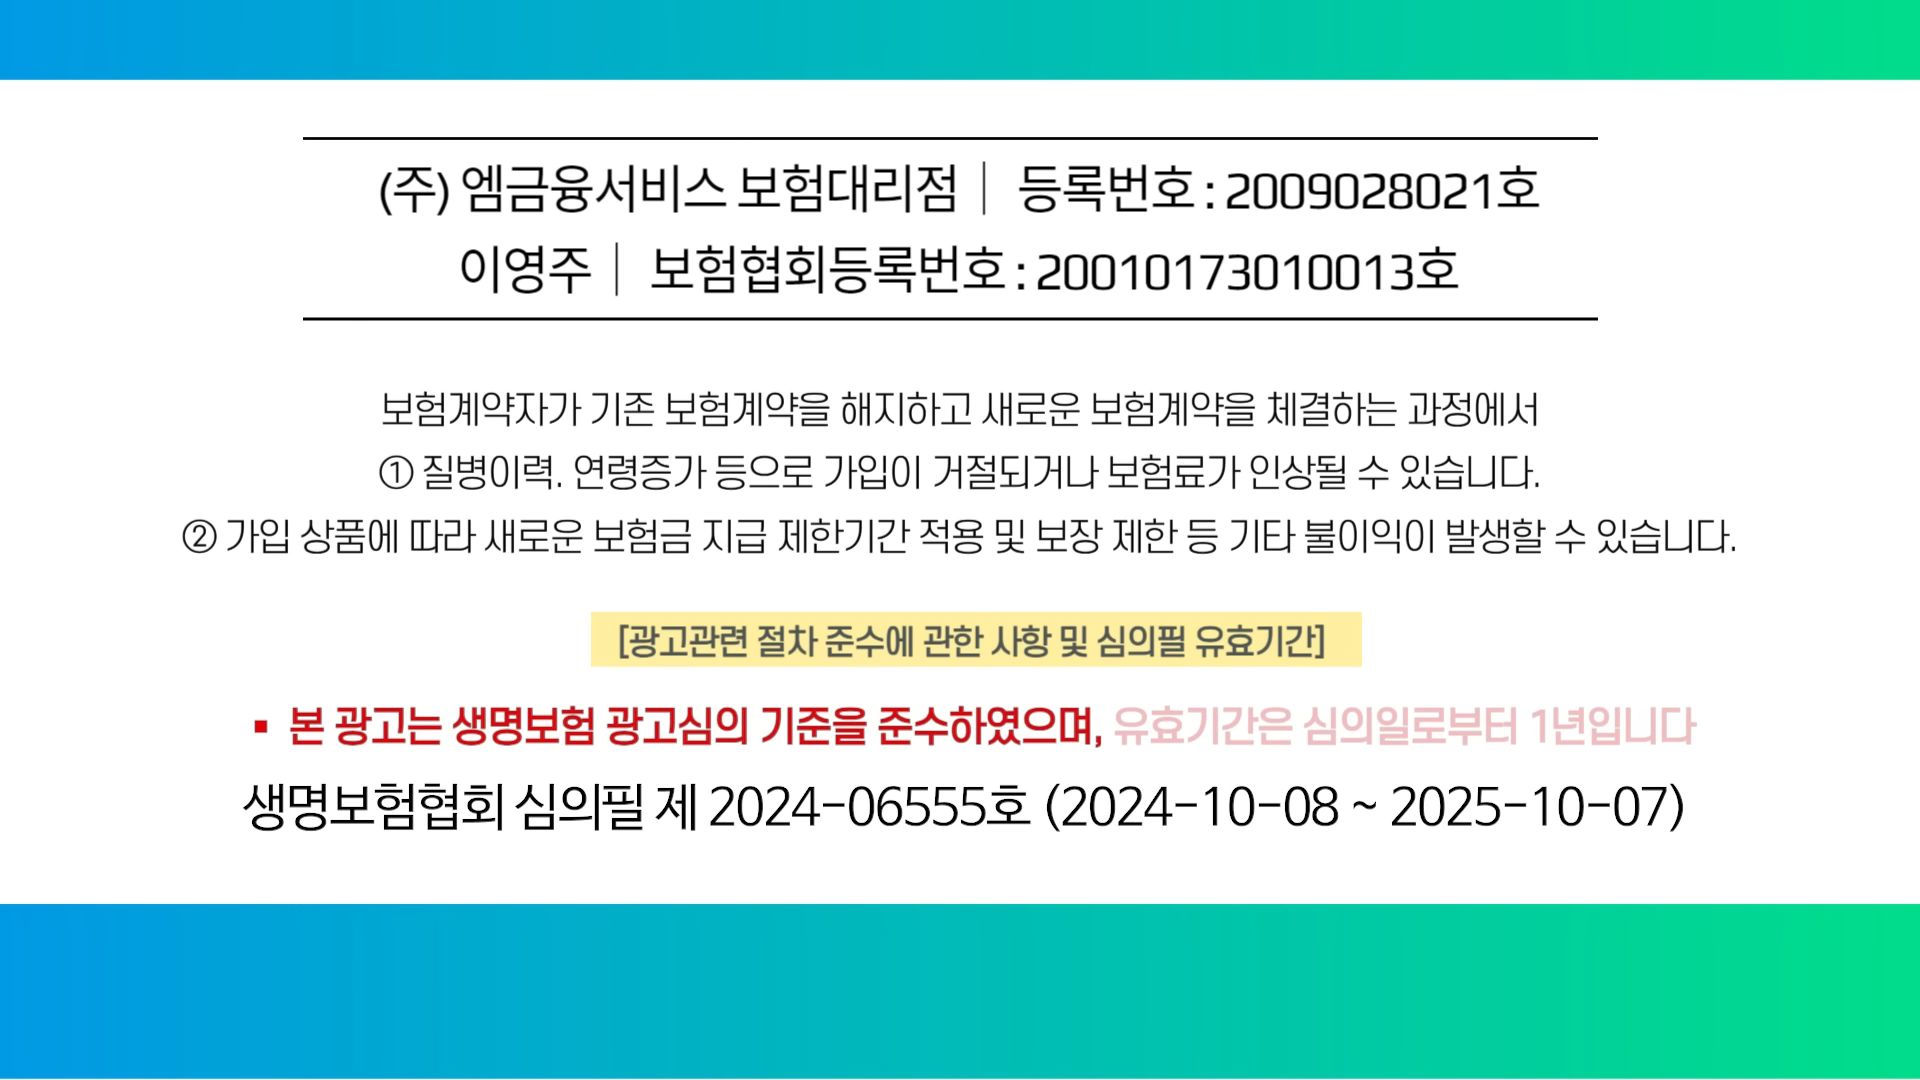 (주) 엠금융서비스 보험대리점│ 등록번호 : 2009028021호
이영주│ 보험협회등록번호 : 20010173010013호
보험계약자가 기존 보험계약을 해지하고 새로운 보험계약을 체결하는 과정에서
① 질병이력. 연령증가 등으로 가입이 거절되거나 보험료가 인상될 수 있습니다.
② 가입 상품에 따라 새로운 보험금 지급 제한기간 적용 및 보장 제한 등 기타 불이익이 발생할 수 있습니다.
[광고관련 절차 준수에 관한 사항 및 심의필 유효기간]
▪ 본 광고는 생명보험 광고심의 기준을 준수하였으며, 유효기간은 심의일로부터 1년입니다
생명보험협회 심의필 제 2024-06555호 (2024-10-08 ~ 2025-10-07)